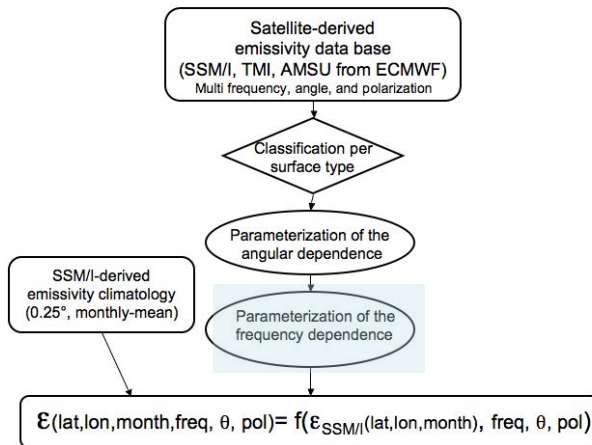 Satellite-derived
emissivity data base
(SSM/I, TMI, AMSU from ECMWF)
Multi frequency, angle, and polarization
Classification per
surface type
Parameterization of the
angular dependence
SSM/I-derived
emissivity climatology
(0.25°, monthly-mean)
Parameterization of the
frequency dependence
ε(lat,lon,month,freq, θ, pol)= f(ε_SSM/I(lat,lon,month), freq, θ, pol)